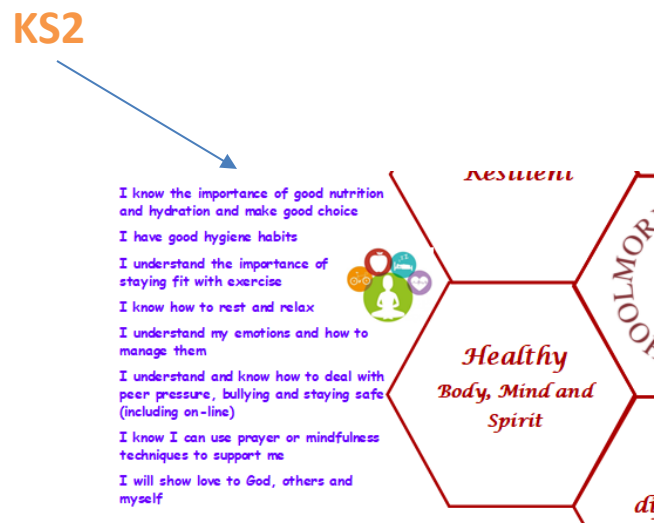 KS2
Resilient
I know the importance of good nutrition
and hydration and make good choice
I have good hygiene habits
I understand the importance of
staying fit with exercise
I know how to rest and relax
I understand my emotions and how to
manage them
I understand and know how to deal with
peer pressure, bullying and staying safe
(including on-line)
I know I can use prayer or mindfulness
techniques to support me
I will show love to God, others and
myself
Healthy
Body, Mind and
Spirit